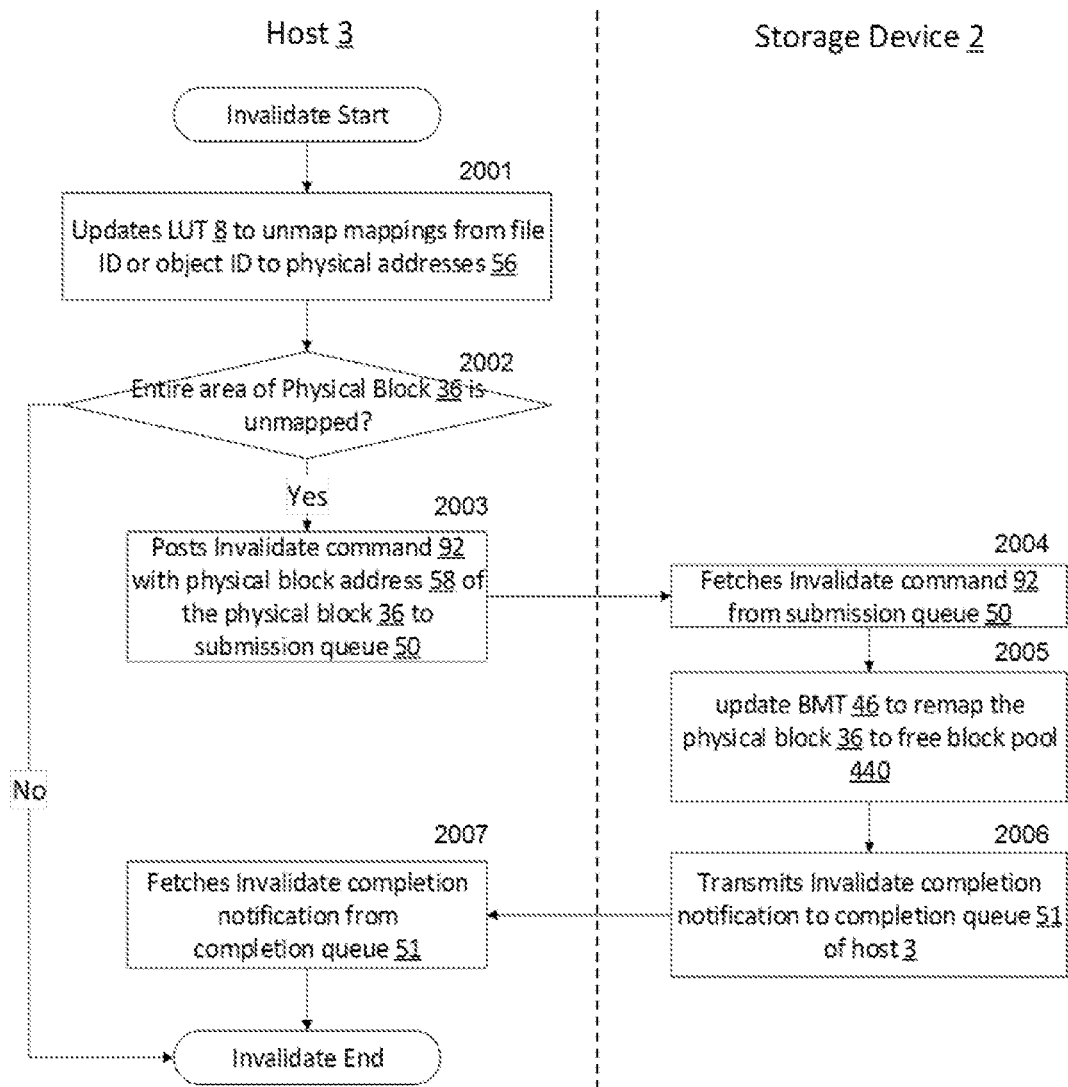 Host 3
Storage Device 2
Invalidate Start
2001
Updates LUT 8 to unmap mappings from file
ID or object ID to physical addresses 56
2002
Entire area of Physical Block 36 is
unmapped?
Yes
2003
Posts Invalidate command 92
with physical block address 58 of
the physical block 36 to
submission queue 50
2004
Fetches Invalidate command 92
from submission queue 50
2005
update BMT 46 to remap the
physical block 36 to free block pool
440
No
2006
Transmits Invalidate completion
notification to completion queue 51
of host 3
2007
Fetches Invalidate completion
notification from
completion queue 51
Invalidate End